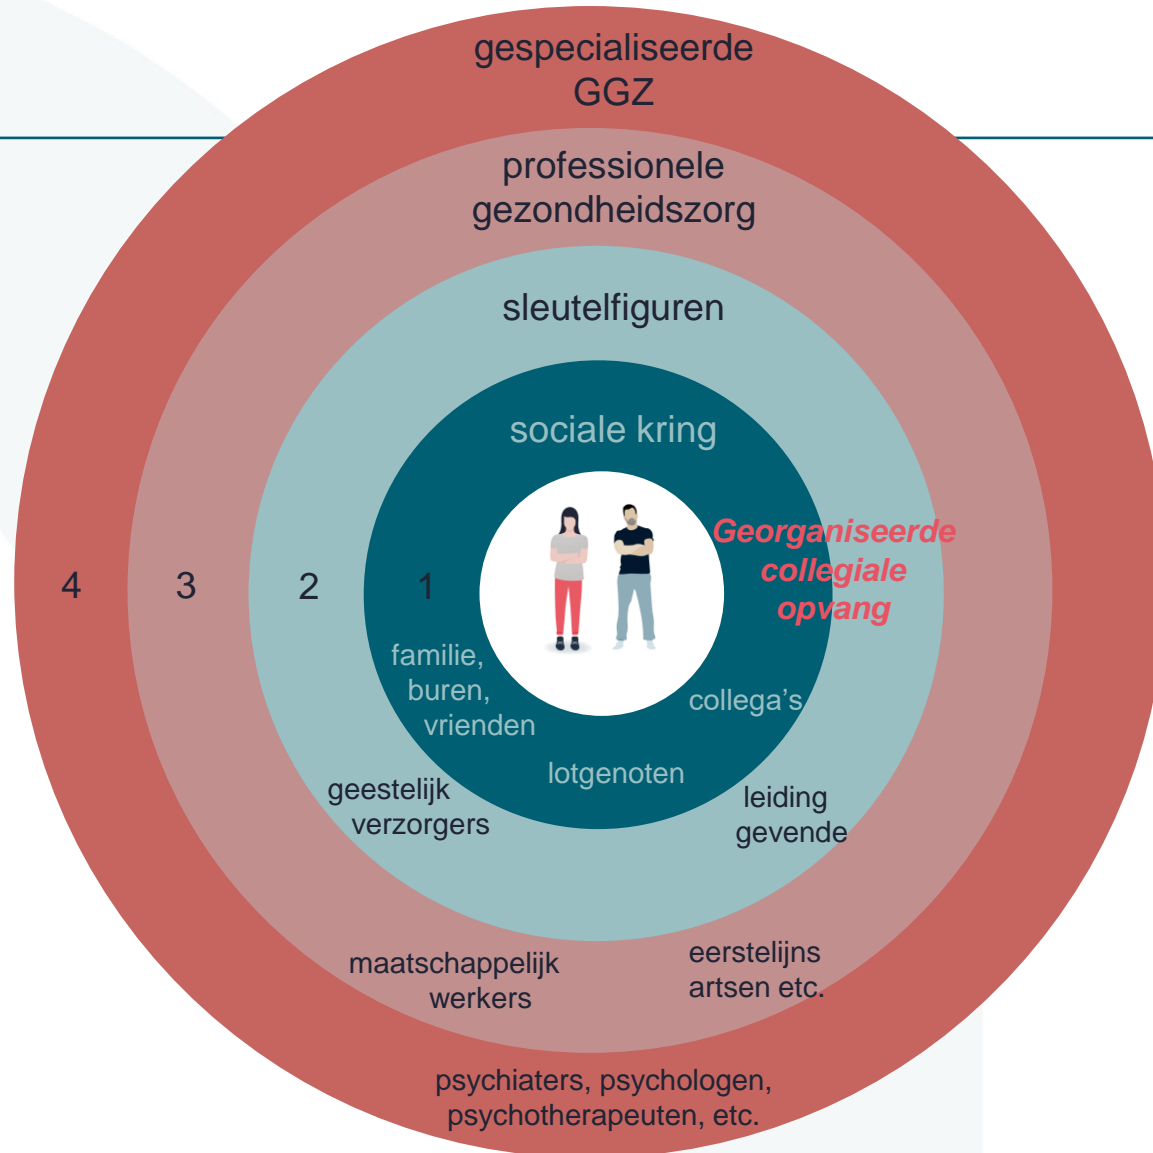 gespecialiseerde
GGZ
professionele
gezondheidszorg
sleutelfiguren
sociale kring
Georganiseerde
collegiale
opvang
4
3
2
1
familie,
buren,
vrienden
collega’s
lotgenoten
geestelijk
verzorgers
leiding
gevende
maatschappelijk
werkers
eerstelijns
artsen etc.
psychiaters, psychologen,
psychotherapeuten, etc.